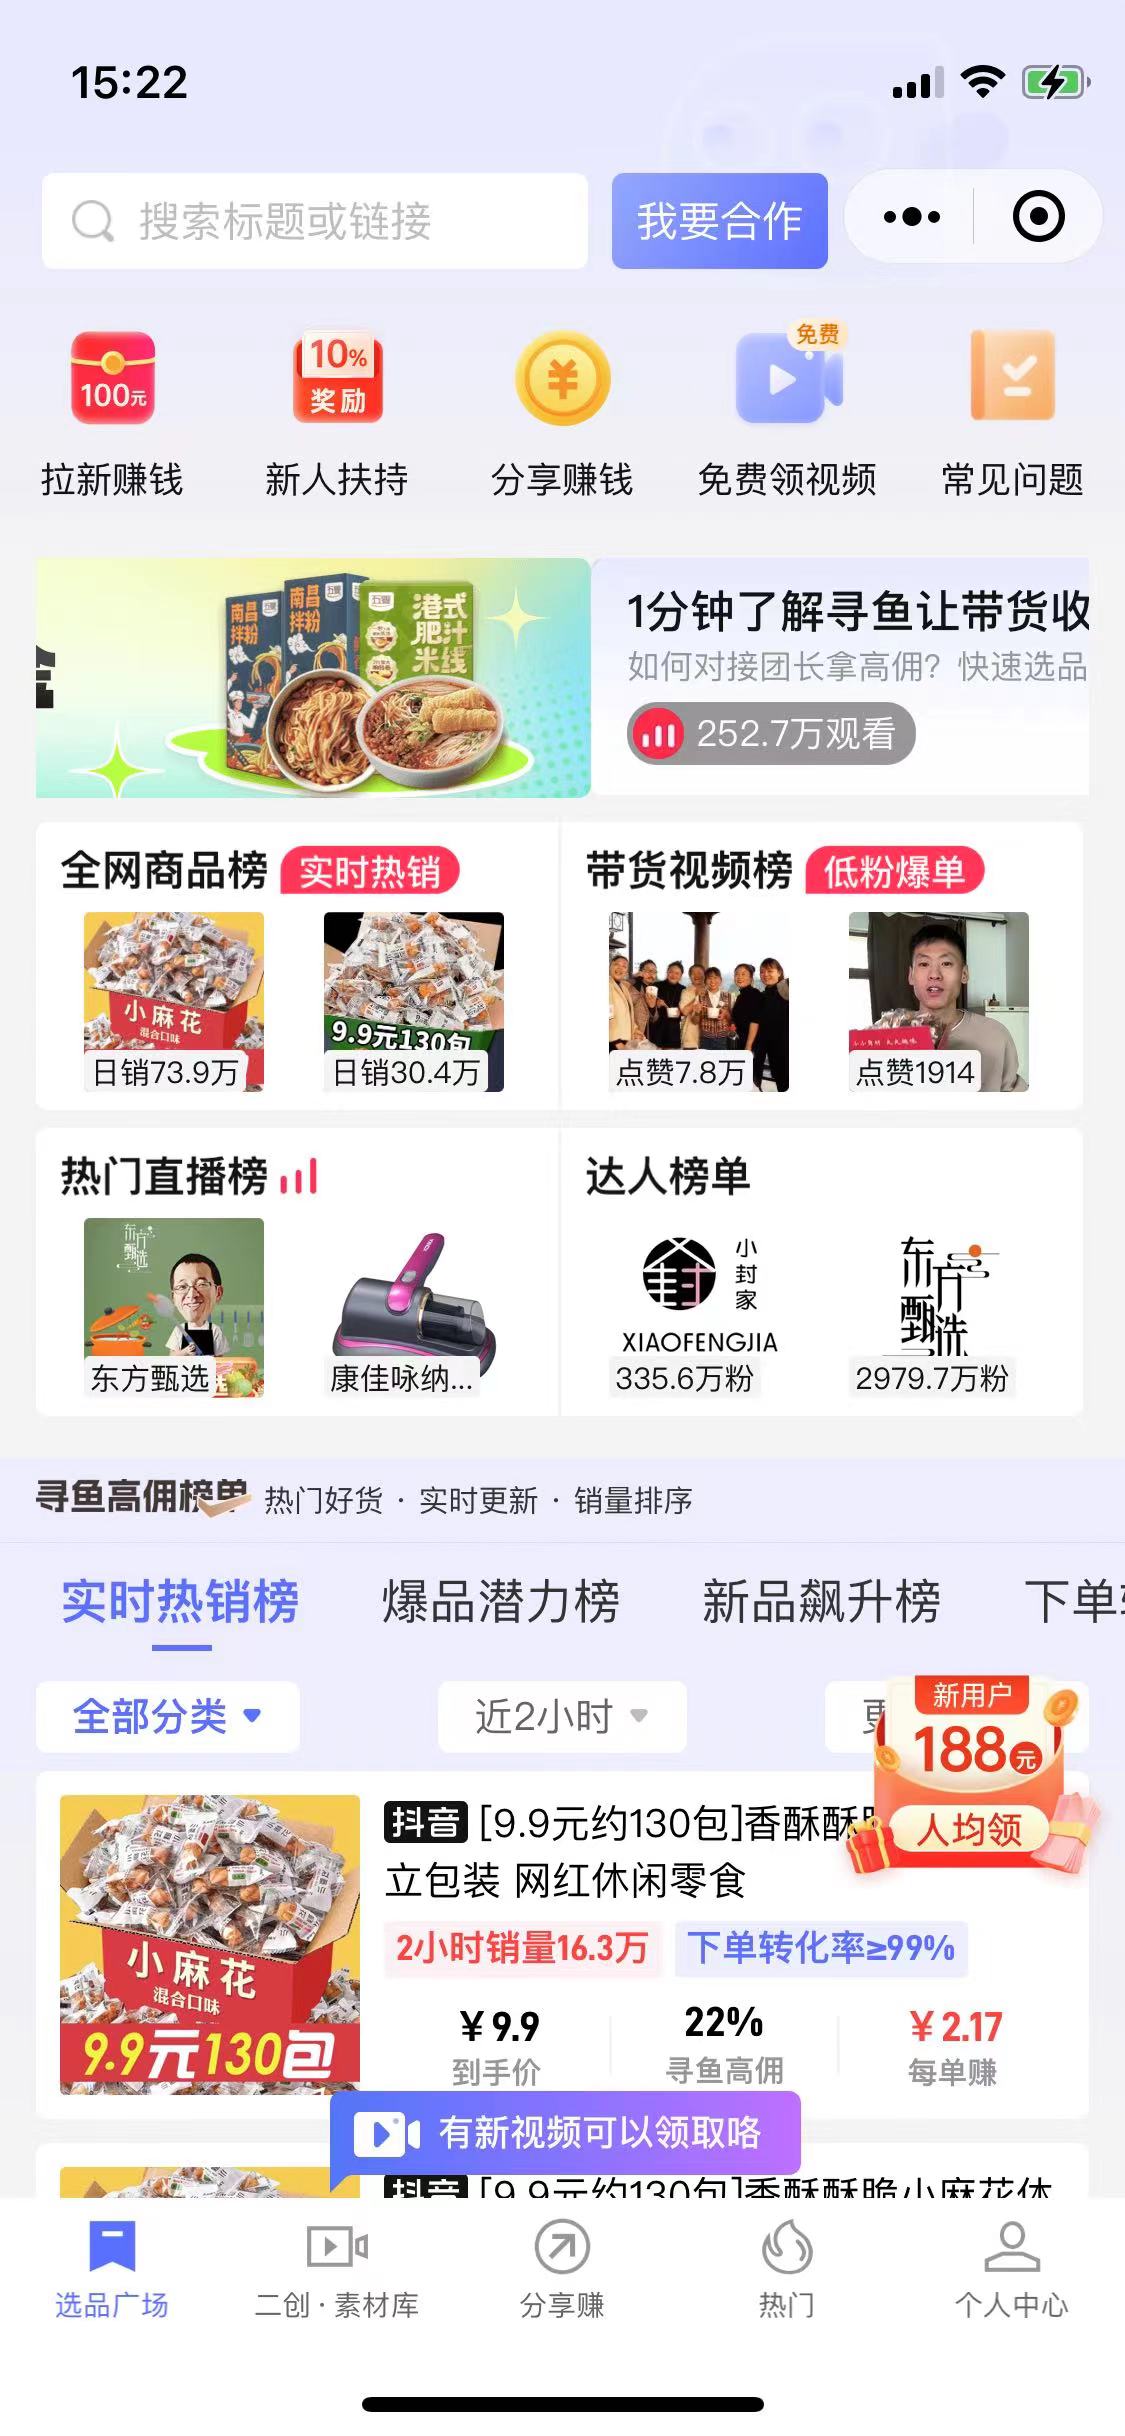 15:22
搜索标题或链接
我要合作
100元
10%
奖励
免费
拉新赚钱
新人扶持
分享赚钱
免费领视频
常见问题
南昌拌粉
南昌拌粉
五谷
港式肥汁米线
1分钟了解寻鱼让带货收
如何对接团长拿高佣？快速选品
252.7万观看
全网商品榜
实时热销
带货视频榜
低粉爆单
小麻花
混合口味
日销73.9万
9.9元130包
日销30.4万
点赞7.8万
点赞1914
热门直播榜
达人榜单
东方甄选
东方甄选
康佳咏纳...
小封家
XIAOFENGJIA
335.6万粉
东方甄选
2979.7万粉
寻鱼高佣榜单
热门好货 · 实时更新 · 销量排序
实时热销榜
爆品潜力榜
新品飙升榜
下单
全部分类
近2小时
新用户
188元
人均领
抖音 [9.9元约130包]香酥酥
立包装 网红休闲零食
2小时销量16.3万
下单转化率≥99%
小麻花
混合口味
9.9元130包
￥9.9
22%
￥2.17
到手价
寻鱼高佣
每单赚
有新视频可以领取咯
抖音 [9.9元约130包]香酥酥脆小麻花休
选品广场
二创·素材库
分享赚
热门
个人中心